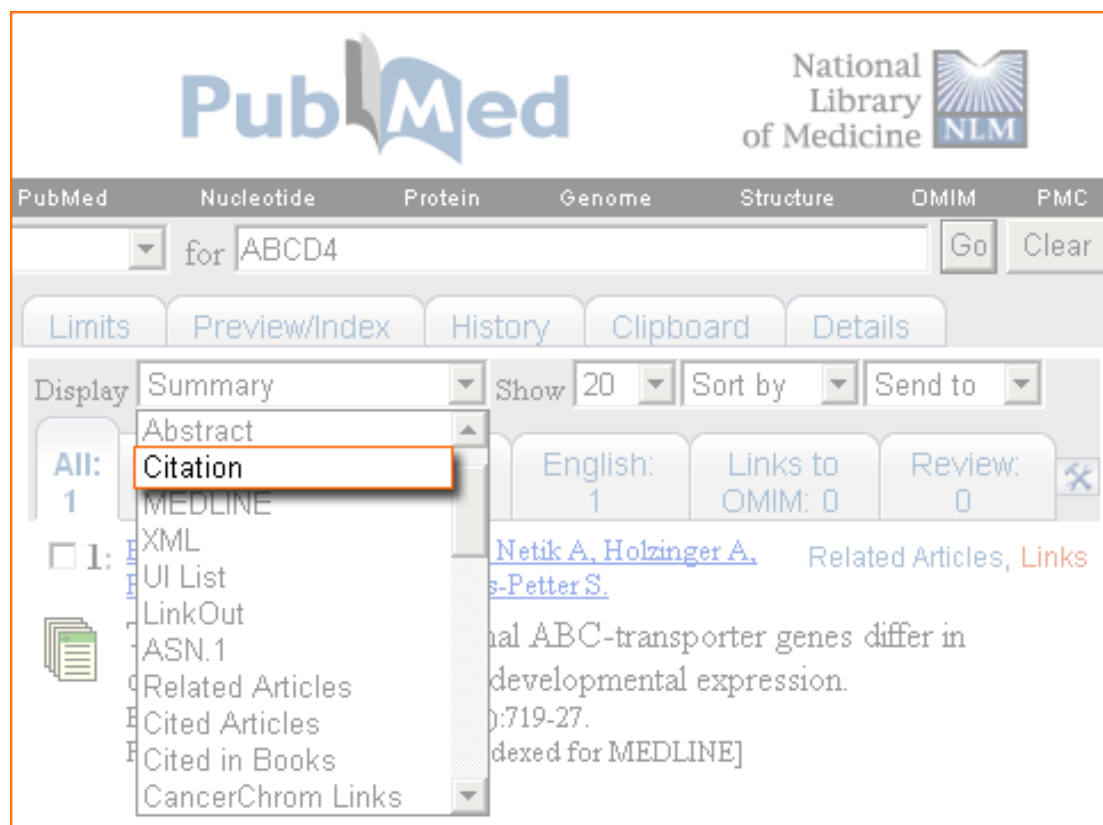 PubMed
National
Library
of Medicine NLM
PubMed Nucleotide Protein Genome Structure OMIM PMC
for ABCD4 Go Clear
Limits Preview/Index History Clipboard Details
Display Summary Show 20 Sort by Send to
All:
1
English:
1
Links to
OMIM: 0
Review:
0
Abstract
Citation
MEDLINE
XML
UI List
LinkOut
ASN.1
Related Articles
Cited Articles
Cited in Books
CancerChrom Links
1: Netik A, Holzinger A, Related Articles, Links
s-Petter S.
nal ABC-transporter genes differ in
developmental expression.
):719-27.
dexed for MEDLINE]